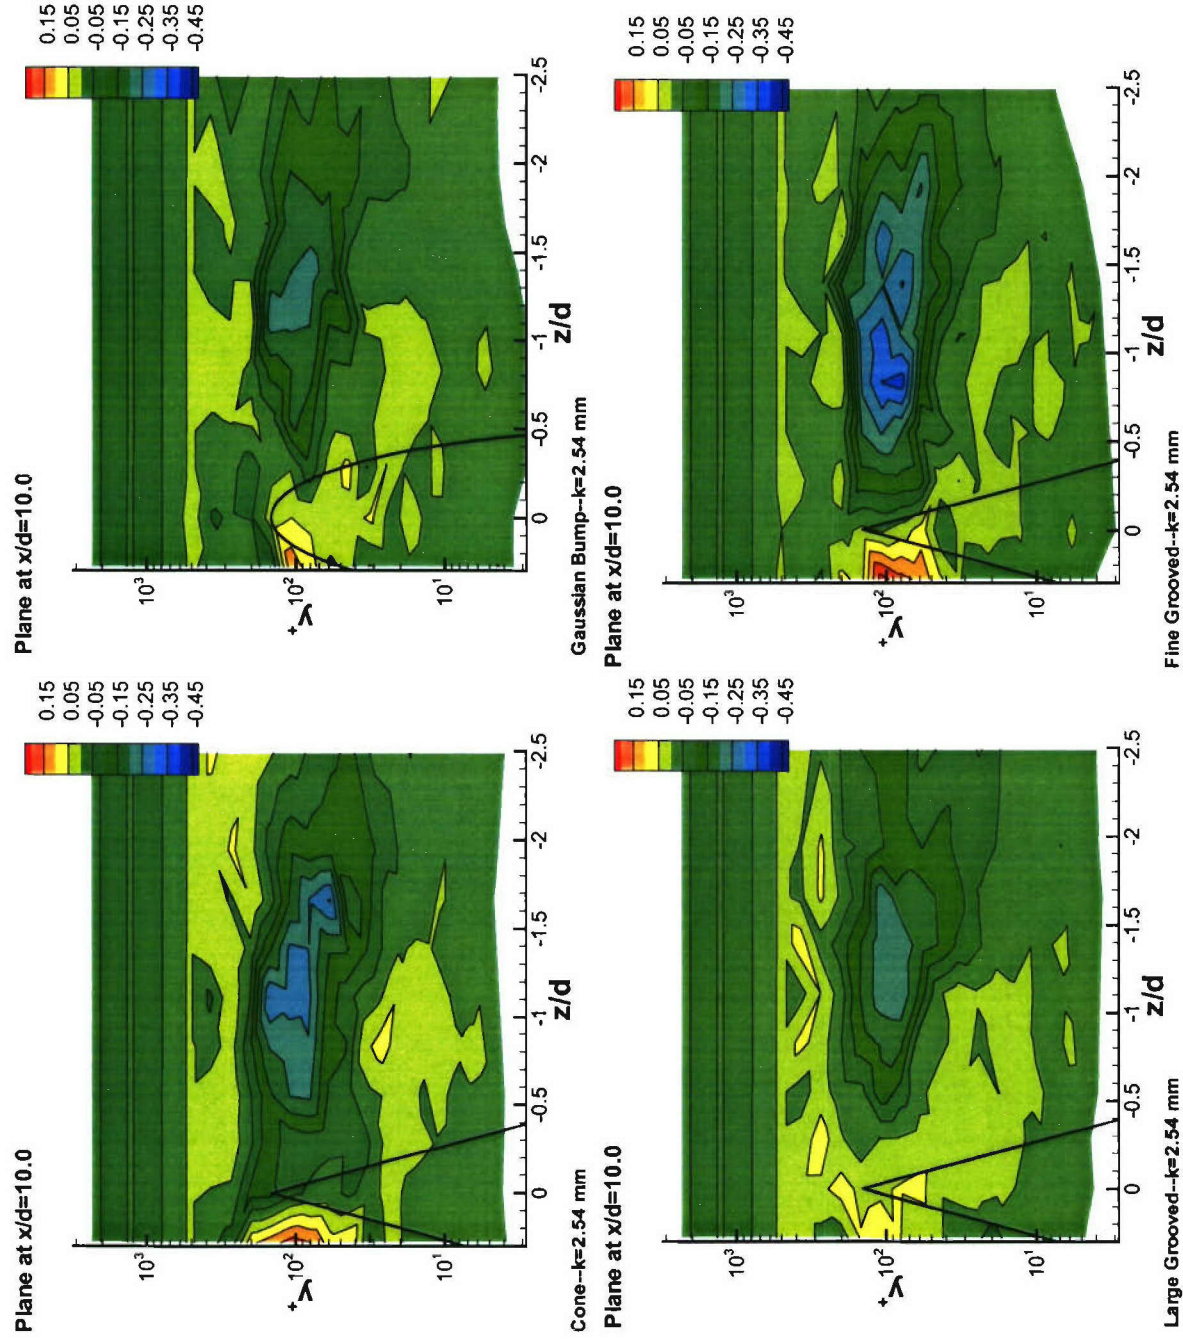 Plane at x/d=10.0
0.15
0.05
-0.05
-0.15
-0.25
-0.35
-0.45
10³
10²
10¹
y⁺
0 -0.5 -1 -1.5 -2 -2.5
z/d
Cone--k=2.54 mm
Plane at x/d=10.0
0.15
0.05
-0.05
-0.15
-0.25
-0.35
-0.45
10³
10²
10¹
y⁺
0 -0.5 -1 -1.5 -2 -2.5
z/d
Gaussian Bump--k=2.54 mm
Plane at x/d=10.0
0.15
0.05
-0.05
-0.15
-0.25
-0.35
-0.45
10³
10²
10¹
y⁺
0 -0.5 -1 -1.5 -2 -2.5
z/d
Large Grooved--k=2.54 mm
Plane at x/d=10.0
0.15
0.05
-0.05
-0.15
-0.25
-0.35
-0.45
10³
10²
10¹
y⁺
0 -0.5 -1 -1.5 -2 -2.5
z/d
Fine Grooved--k=2.54 mm